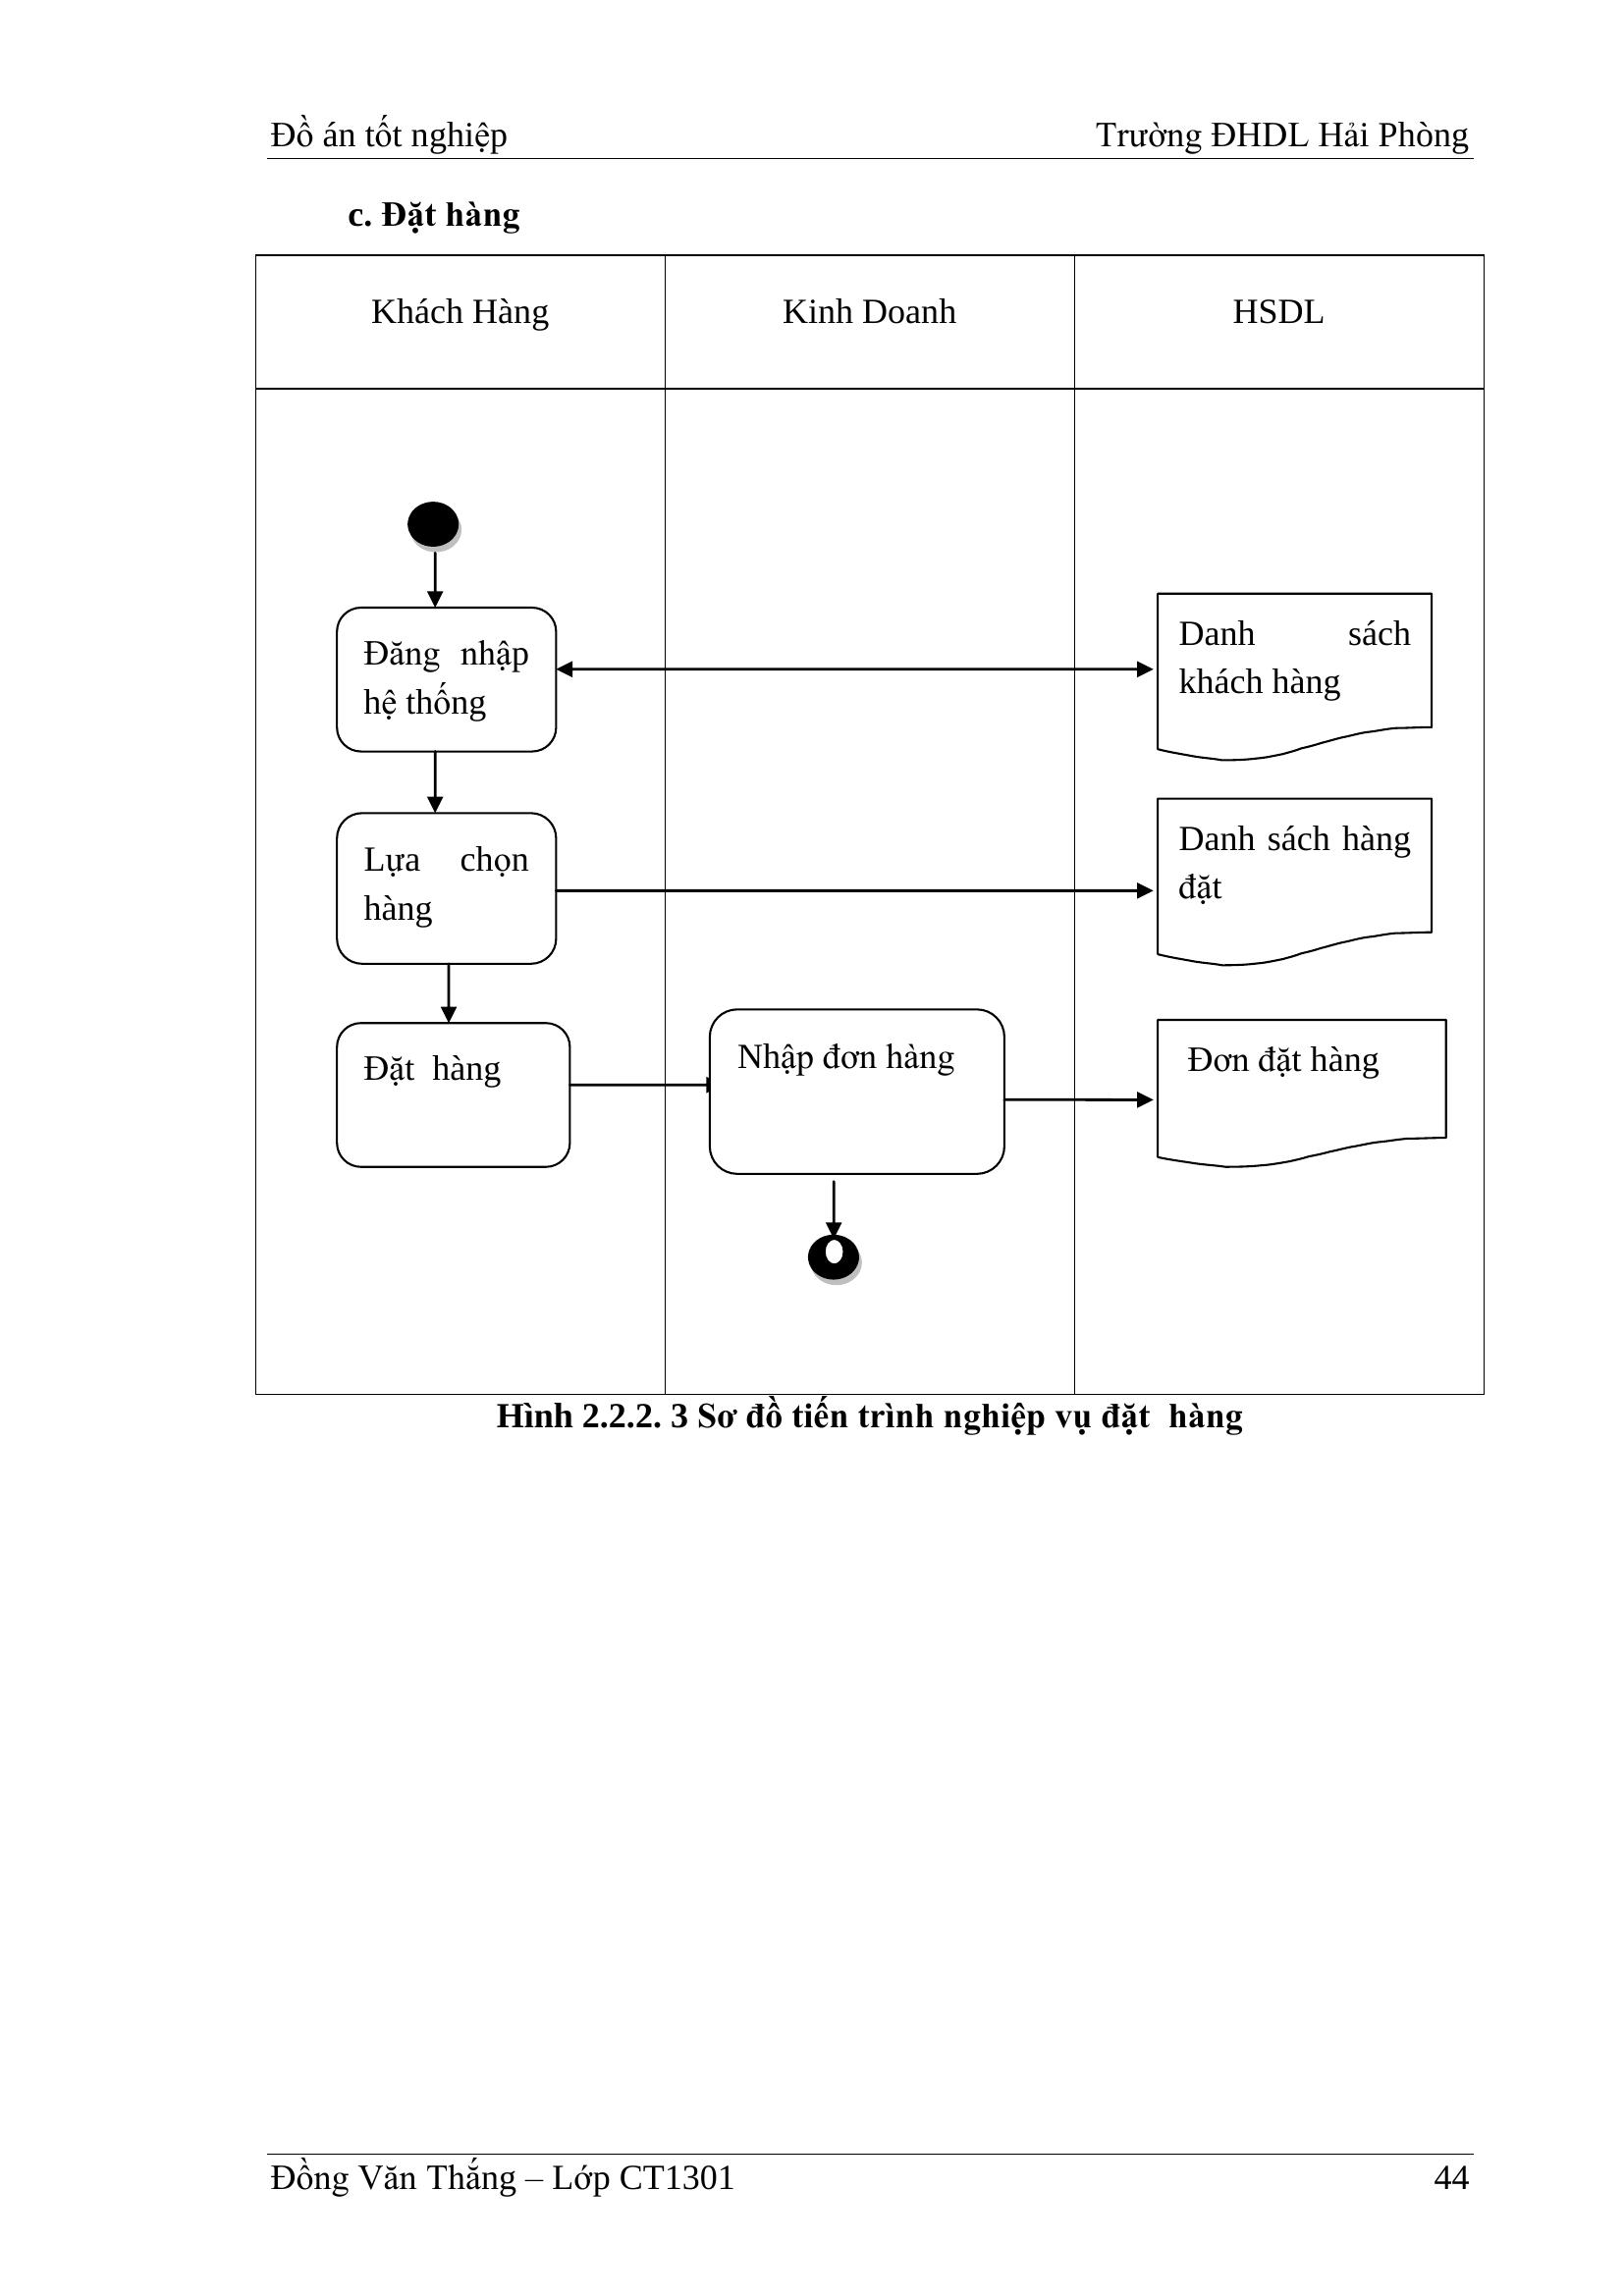 Đồ án tốt nghiệp Trường ĐHDL Hải Phòng
c. Đặt hàng
Khách Hàng Kinh Doanh HSDL
Đăng nhập
hệ thống
Danh sách
khách hàng
Lựa chọn
hàng
Danh sách hàng
đặt
Đặt hàng
Nhập đơn hàng
Đơn đặt hàng
Hình 2.2.2. 3 Sơ đồ tiến trình nghiệp vụ đặt hàng
Đồng Văn Thắng – Lớp CT1301 44